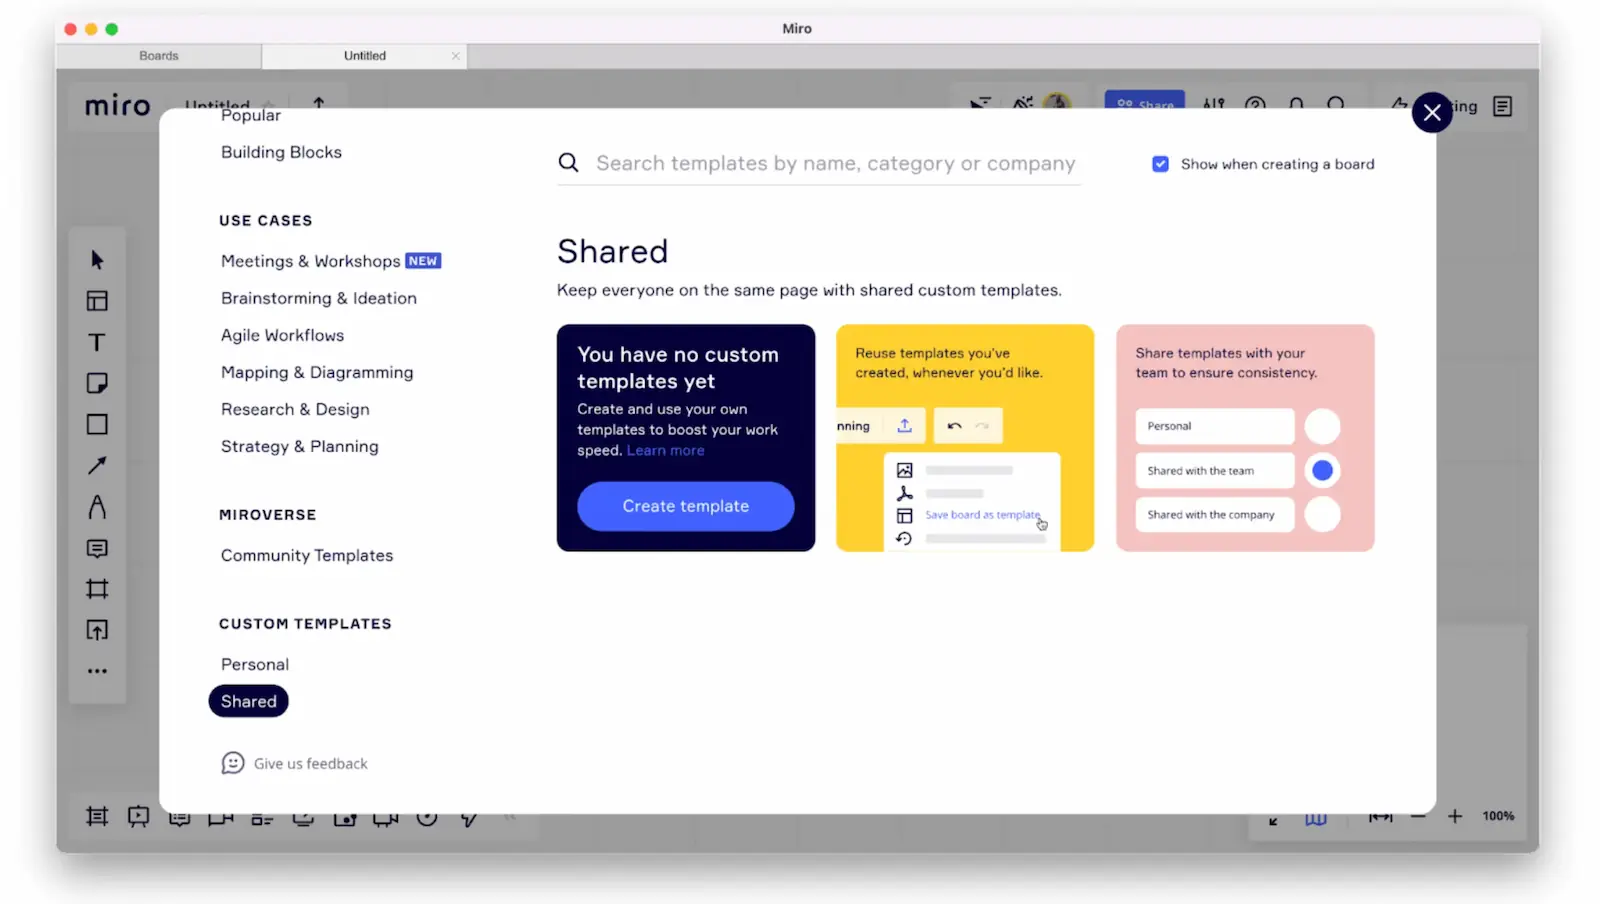 Miro
Boards
Untitled
miro
Untitled
Share
Popular
Building Blocks
USE CASES
Meetings & Workshops NEW
Brainstorming & Ideation
Agile Workflows
Mapping & Diagramming
Research & Design
Strategy & Planning
MIROVERSE
Community Templates
CUSTOM TEMPLATES
Personal
Shared
Give us feedback
Search templates by name, category or company
Show when creating a board
Shared
Keep everyone on the same page with shared custom templates.
You have no custom
templates yet
Create and use your own
templates to boost your work
speed. Learn more
Create template
Reuse templates you've
created, whenever you'd like.
nning
Save board as template
Share templates with your
team to ensure consistency.
Personal
Shared with the team
Shared with the company
100%